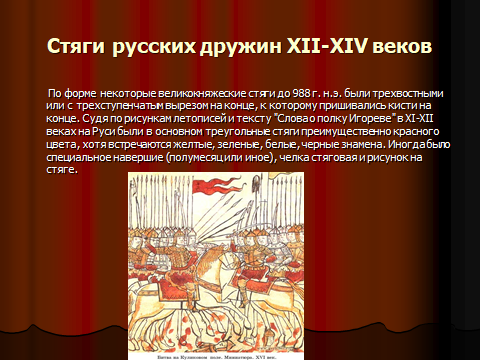 Стяги русских дружин XII-XIV веков
По форме некоторые великокняжеские стяги до 988 г. н.э. были трехвостными
или с трехступенчатым вырезом на конце, к которому пришивались кисти на
конце. Судя по рисункам летописей и тексту "Слова о полку Игореве" в XI-XII
веках на Руси были в основном треугольные стяги преимущественно красного
цвета, хотя встречаются желтые, зеленые, белые, черные знамена. Иногда было
специальное навершие (полумесяц или иное), челка стяговая и рисунок на
стяге.
Битва на Куликовом поле. Миниатюра. XVI век.